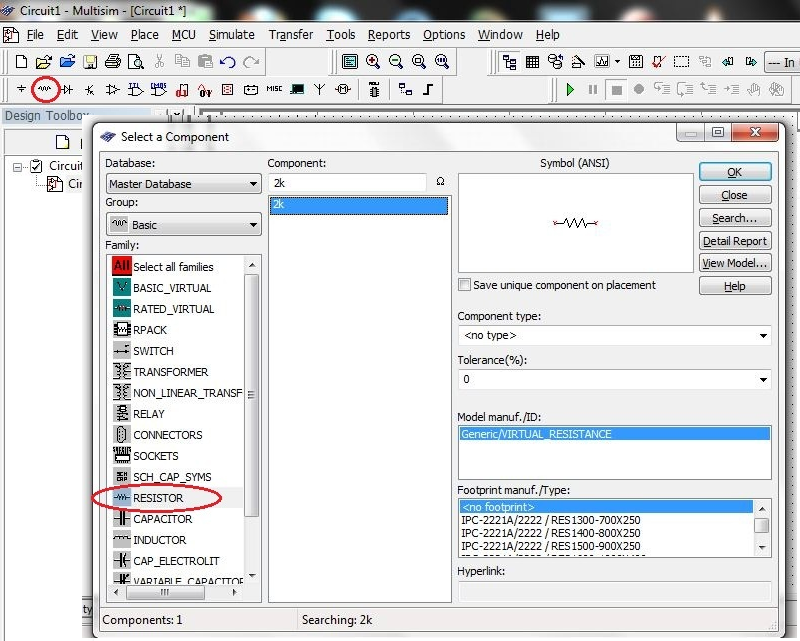 Circuit1 - Multisim - [Circuit1 *]
File Edit View Place MCU Simulate Transfer Tools Reports Options Window Help
--- In
MISC
Design Toolbo
Select a Component
Circuit
Cir
Database:
Master Database
Group:
Basic
Family:
All Select all families
BASIC_VIRTUAL
RATED_VIRTUAL
RPACK
SWITCH
TRANSFORMER
NON_LINEAR_TRANSF
RELAY
CONNECTORS
SOCKETS
SCH_CAP_SYMS
RESISTOR
CAPACITOR
INDUCTOR
CAP_ELECTROLIT
VARIABLE_CAPACITOR
Component:
2k Ω
2k
Symbol (ANSI)
Save unique component on placement
Component type:
<no type>
Tolerance(%):
0
Model manuf./ID:
Generic/VIRTUAL_RESISTANCE
Footprint manuf./Type:
<no footprint>
IPC-2221A/2222 / RES1300-700X250
IPC-2221A/2222 / RES1400-800X250
IPC-2221A/2222 / RES1500-900X250
Hyperlink:
OK
Close
Search...
Detail Report
View Model...
Help
ty
Components: 1
Searching: 2k